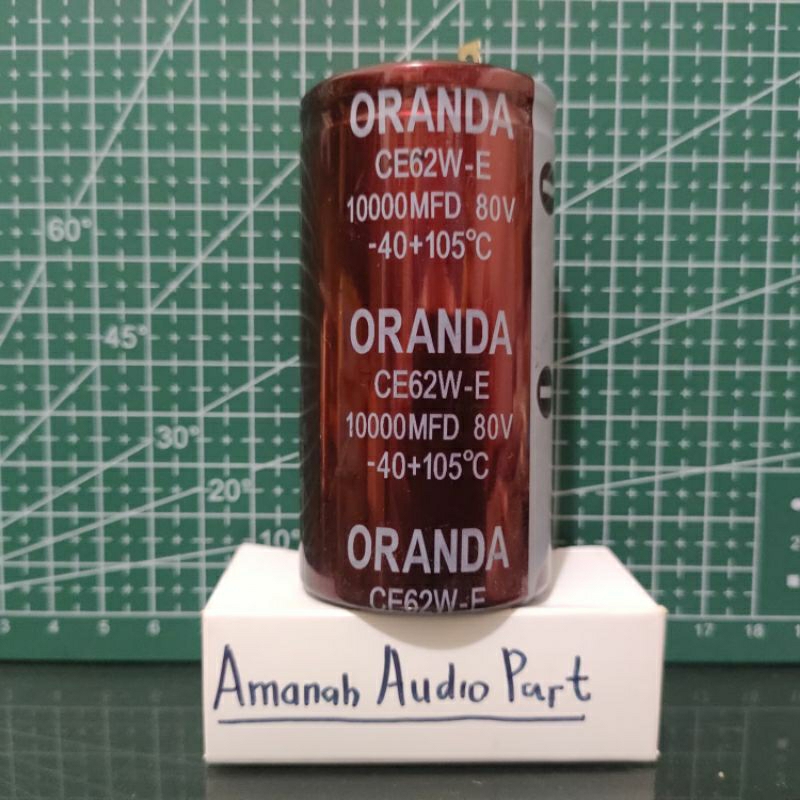 ORANDA
CE62W-E
10000MFD 80V
-40+105℃
ORANDA
CE62W-E
10000MFD 80V
-40+105℃
ORANDA
CE62W-E
60°
45°
30°
20°
10°
3 4 5 6 17 18
Amanah Audio Part